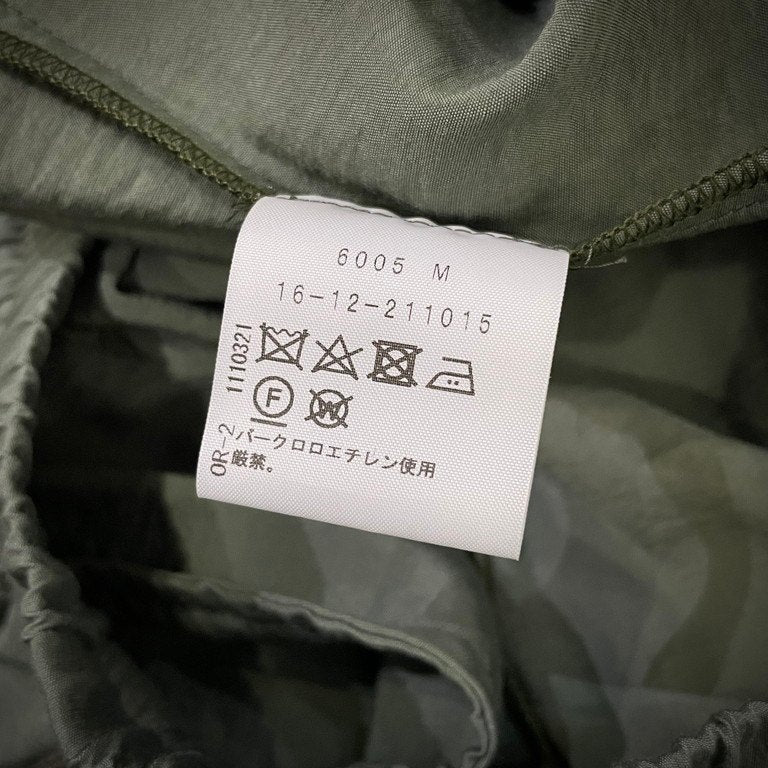 6005 M
16-12-211015
1110321
F
W
OR-2
パークロロエチレン使用
厳禁。